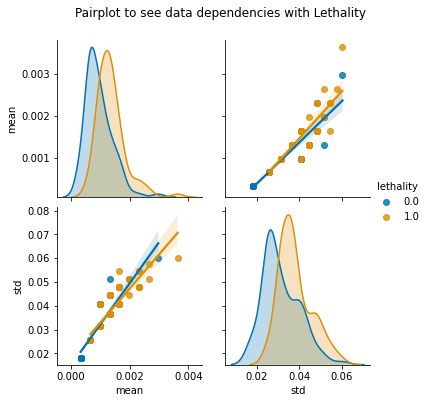 Pairplot to see data dependencies with Lethality
0.003
0.002
0.001
mean
lethality
0.0
1.0
0.08
0.07
0.06
0.05
0.04
0.03
0.02
std
0.000 0.002 0.004
mean
0.02 0.04 0.06
std